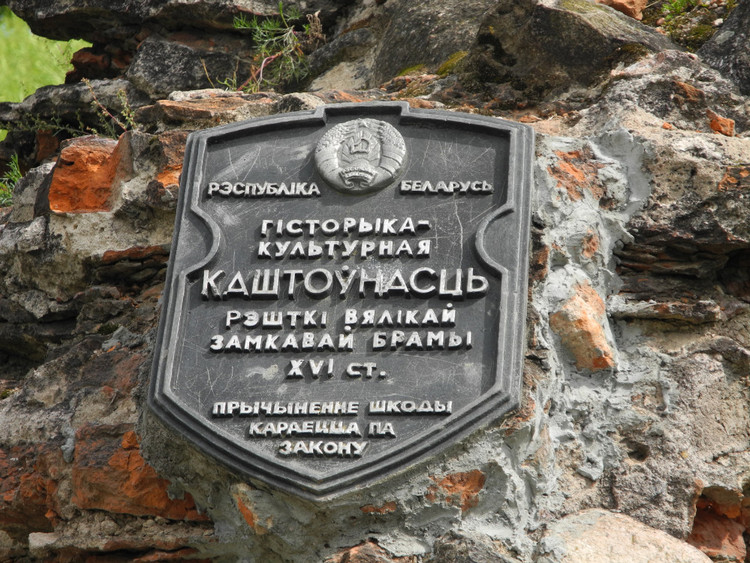 РЭСПУБЛІКА БЕЛАРУСЬ
ГІСТОРЫКА-
КУЛЬТУРНАЯ
КАШТОЎНАСЦЬ
РЭШТКІ ВЯЛІКАЙ
ЗАМКАВАЙ БРАМЫ
XVI СТ.
ПРЫЧЫНЕННЕ ШКОДЫ
КАРАЕЦЦА ПА
ЗАКОНУ